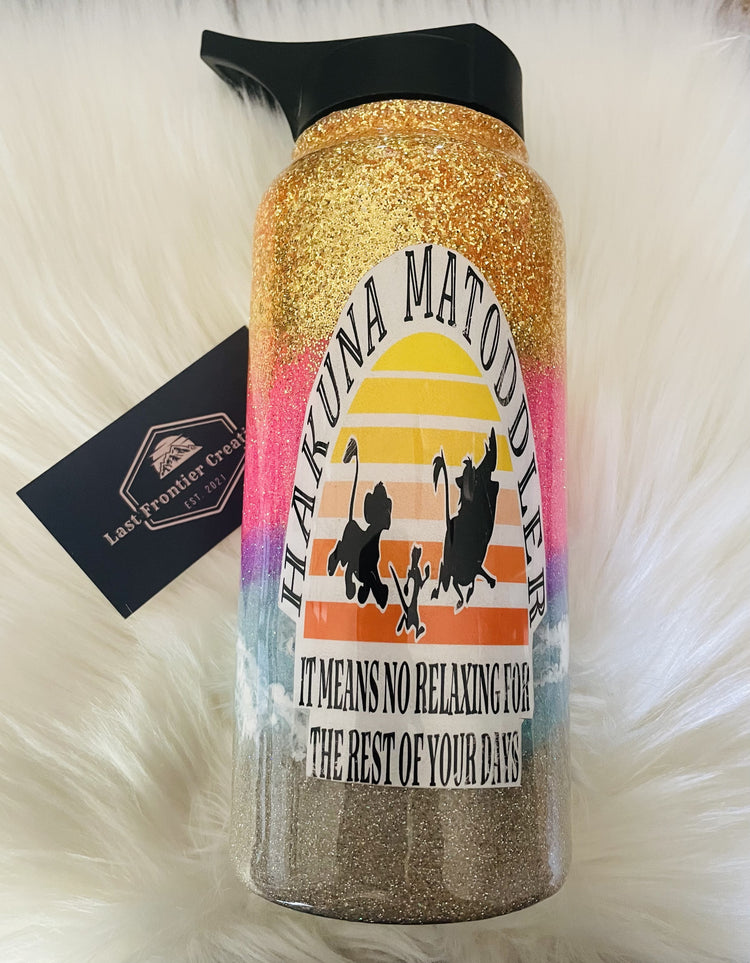 HAKUNA MATODDLER
IT MEANS NO RELAXING FOR
THE REST OF YOUR DAYS
Last Frontier Creati
EST. 2021